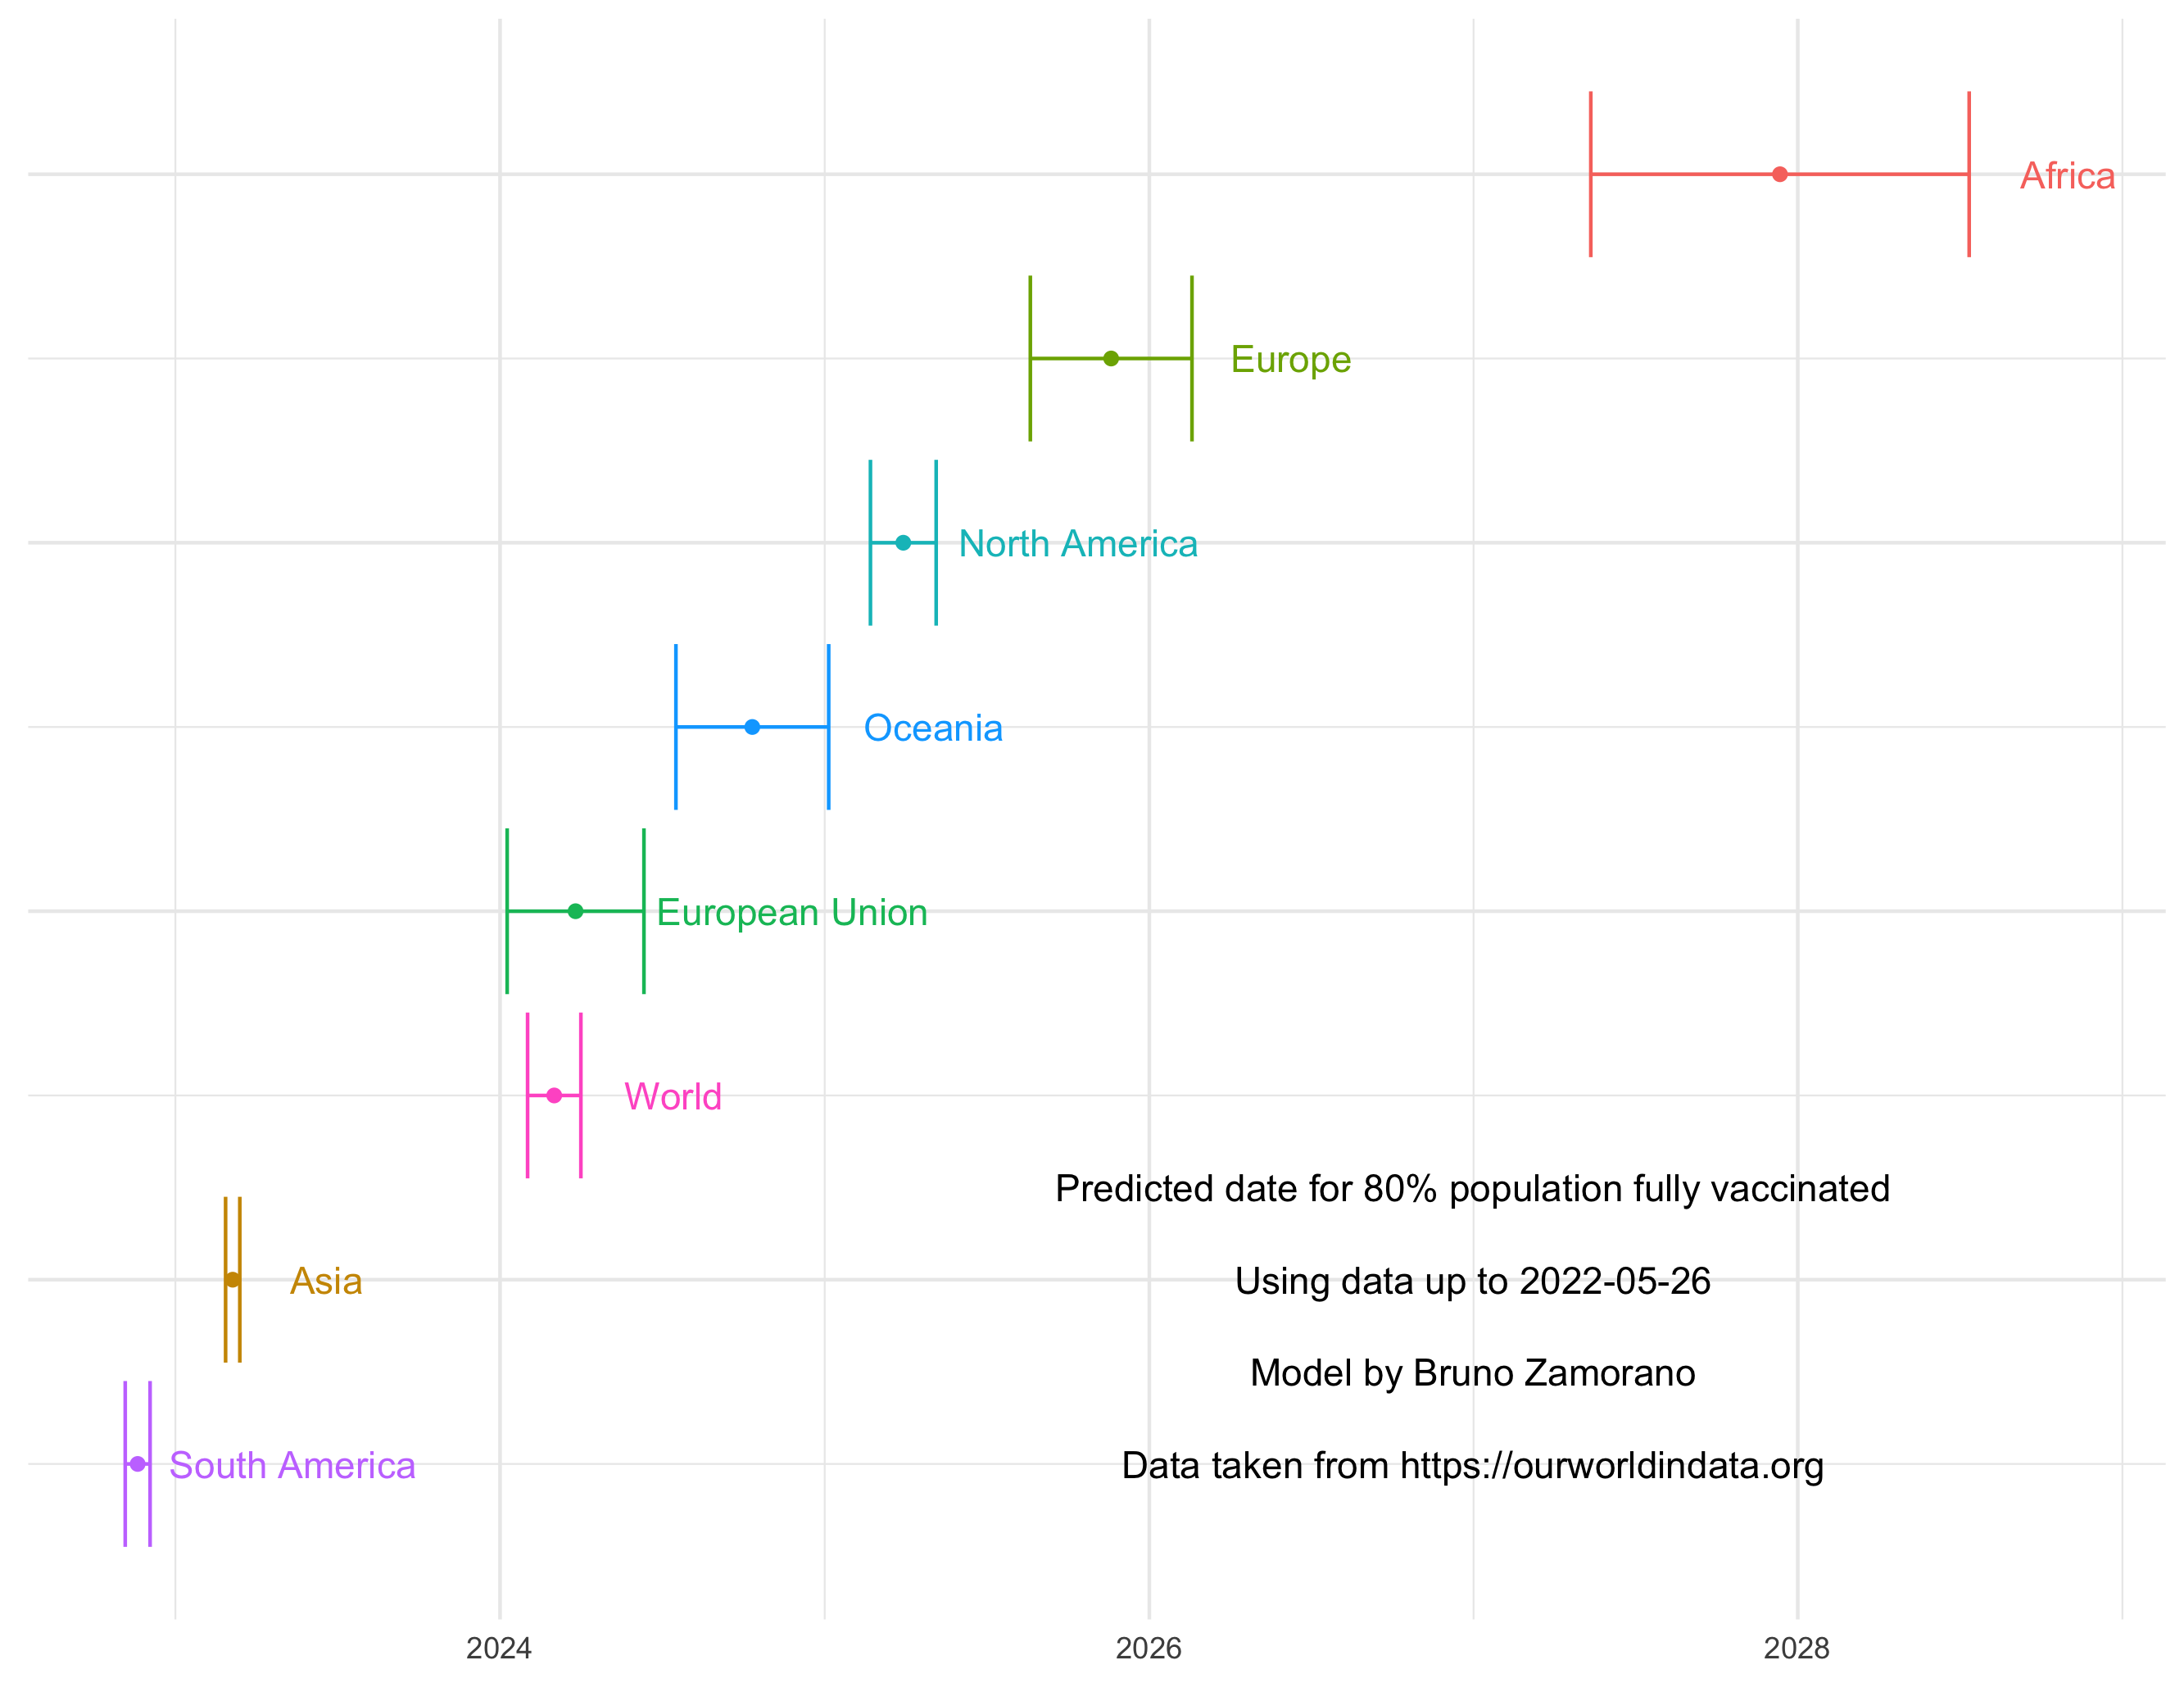 Africa
Europe
North America
Oceania
European Union
World
Predicted date for 80% population fully vaccinated
Asia
Using data up to 2022-05-26
Model by Bruno Zamorano
South America
Data taken from https://ourworldindata.org
2024
2026
2028